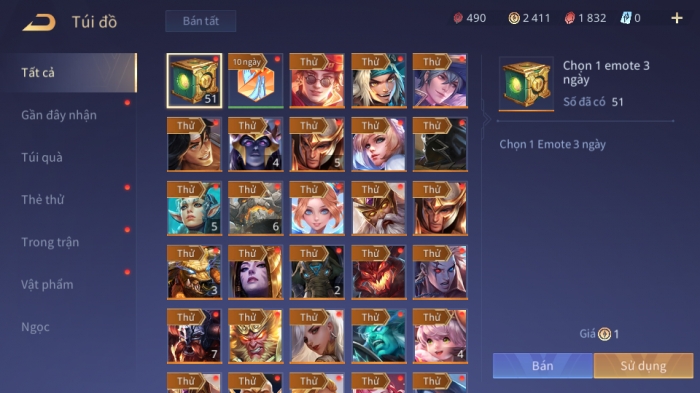 Túi đồ
Bán tất
490
2 411
1 832
0
+
Tất cả
Gần đây nhận
Túi quà
Thẻ thử
Trong trận
Vật phẩm
Ngọc
51
10 ngày
Thử
Thử
Thử
Thử
Thử
4
Thử
5
Thử
Thử
Thử
5
Thử
6
Thử
Thử
Thử
Thử
3
Thử
Thử
2
Thử
Thử
Thử
7
Thử
Thử
Thử
Thử
4
Thử
Thử
Thử
Thử
Thử
Chọn 1 emote 3
ngày
Số đã có 51
Chọn 1 Emote 3 ngày
Giá 1
Bán
Sử dụng